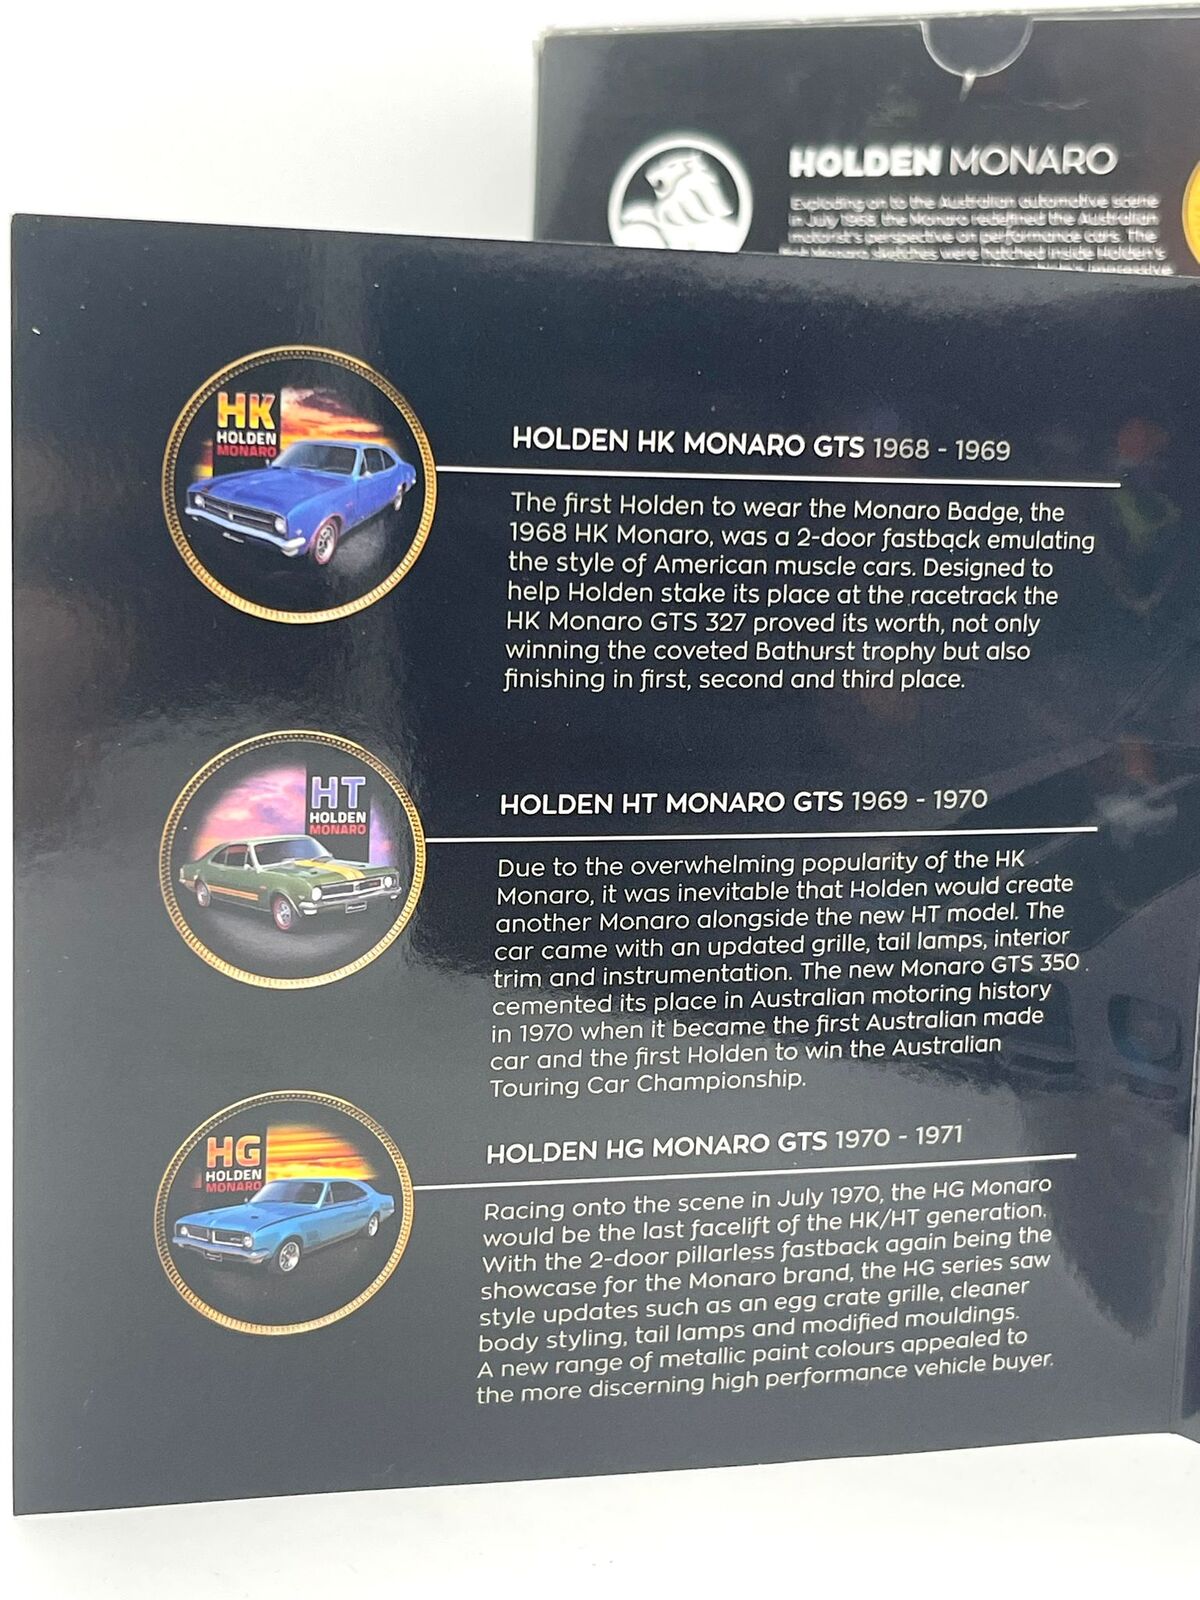 HOLDEN MONARO
Exploding on to the Australian automotive scene
in July 1968, the Monaro redefined the Australian
motorist's perspective on performance cars. The
first Monaro sketches were hatched inside Holden's
impressive
HK
HOLDEN
MONARO
HOLDEN HK MONARO GTS 1968 - 1969
The first Holden to wear the Monaro Badge, the
1968 HK Monaro, was a 2-door fastback emulating
the style of American muscle cars. Designed to
help Holden stake its place at the racetrack the
HK Monaro GTS 327 proved its worth, not only
winning the coveted Bathurst trophy but also
finishing in first, second and third place.
HT
HOLDEN
MONARO
HOLDEN HT MONARO GTS 1969 - 1970
Due to the overwhelming popularity of the HK
Monaro, it was inevitable that Holden would create
another Monaro alongside the new HT model. The
car came with an updated grille, tail lamps, interior
trim and instrumentation. The new Monaro GTS 350
cemented its place in Australian motoring history
in 1970 when it became the first Australian made
car and the first Holden to win the Australian
Touring Car Championship.
HG
HOLDEN
MONARO
HOLDEN HG MONARO GTS 1970 - 1971
Racing onto the scene in July 1970, the HG Monaro
would be the last facelift of the HK/HT generation.
With the 2-door pillarless fastback again being the
showcase for the Monaro brand, the HG series saw
style updates such as an egg crate grille, cleaner
body styling, tail lamps and modified mouldings.
A new range of metallic paint colours appealed to
the more discerning high performance vehicle buyer.